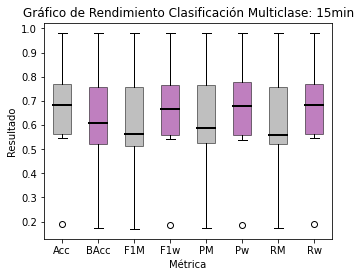 Gráfico de Rendimiento Clasificación Multiclase: 15min
Resultado
1.0
0.9
0.8
0.7
0.6
0.5
0.4
0.3
0.2
Acc BAcc F1M F1w PM Pw RM Rw
Métrica